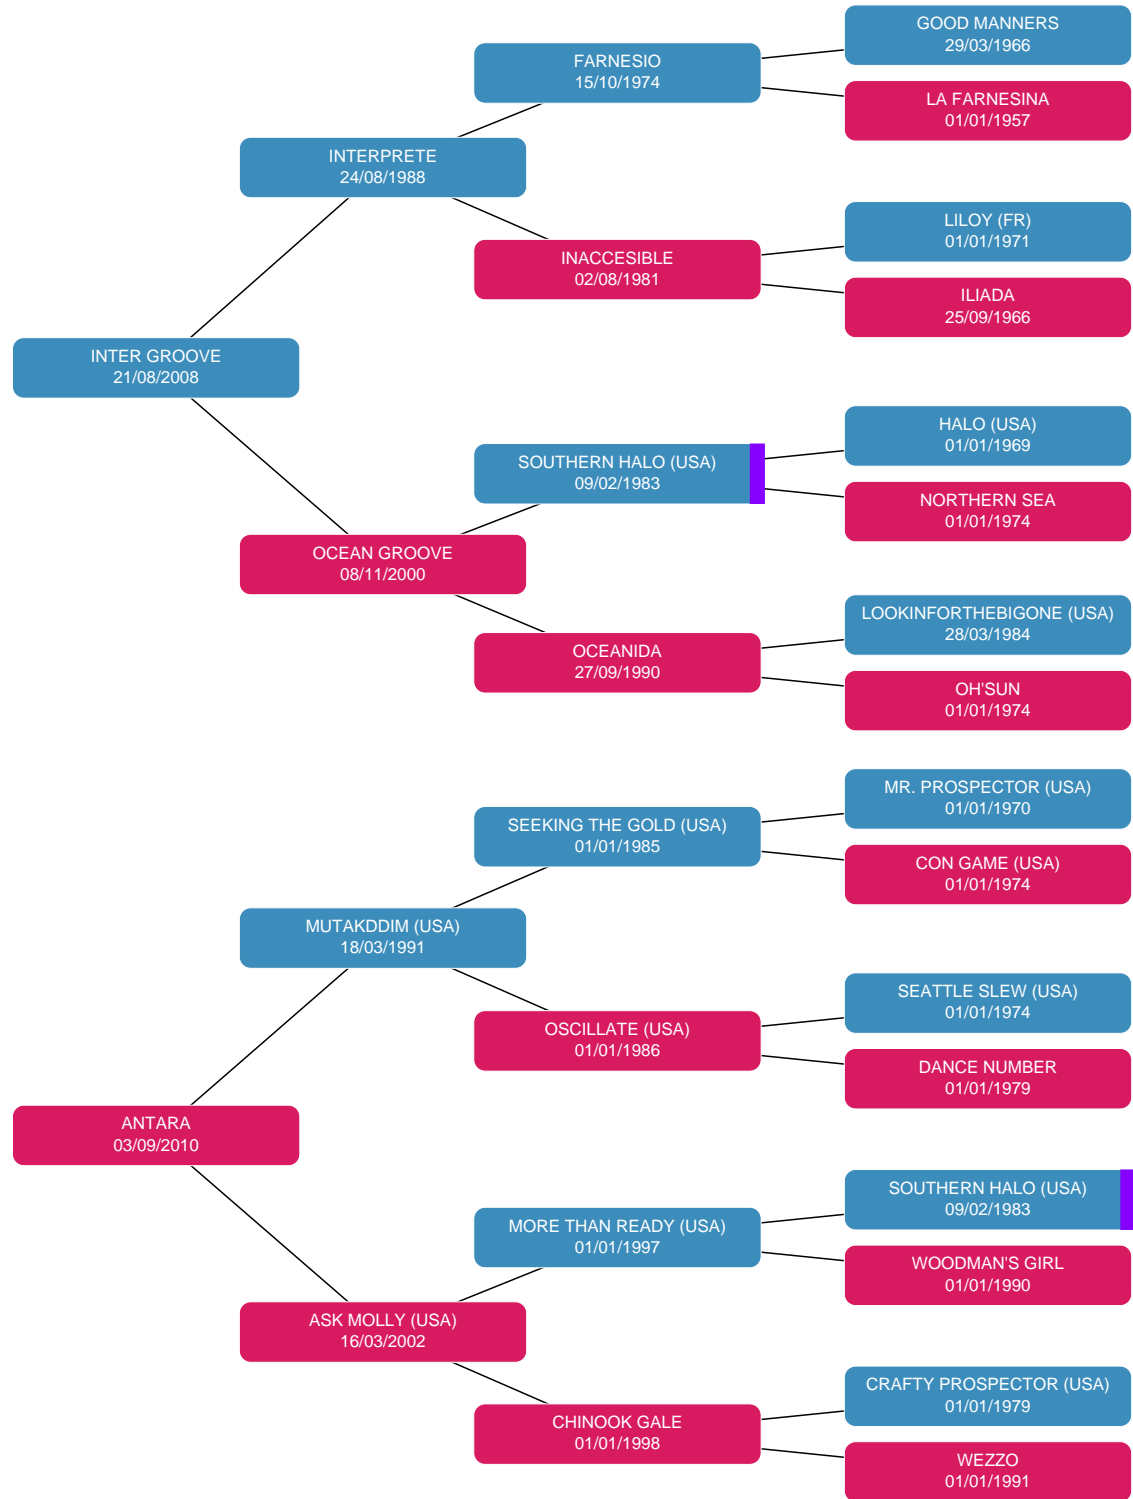 GOOD MANNERS
29/03/1966
FARNESIO
15/10/1974
LA FARNESINA
01/01/1957
INTERPRETE
24/08/1988
LILOY (FR)
01/01/1971
INACCESIBLE
02/08/1981
ILIADA
25/09/1966
INTER GROOVE
21/08/2008
HALO (USA)
01/01/1969
SOUTHERN HALO (USA)
09/02/1983
NORTHERN SEA
01/01/1974
OCEAN GROOVE
08/11/2000
LOOKINFORTHEBIGONE (USA)
28/03/1984
OCEANIDA
27/09/1990
OH'SUN
01/01/1974
MR. PROSPECTOR (USA)
01/01/1970
SEEKING THE GOLD (USA)
01/01/1985
CON GAME (USA)
01/01/1974
MUTAKDDIM (USA)
18/03/1991
SEATTLE SLEW (USA)
01/01/1974
OSCILLATE (USA)
01/01/1986
DANCE NUMBER
01/01/1979
ANTARA
03/09/2010
SOUTHERN HALO (USA)
09/02/1983
MORE THAN READY (USA)
01/01/1997
WOODMAN'S GIRL
01/01/1990
ASK MOLLY (USA)
16/03/2002
CRAFTY PROSPECTOR (USA)
01/01/1979
CHINOOK GALE
01/01/1998
WEZZO
01/01/1991